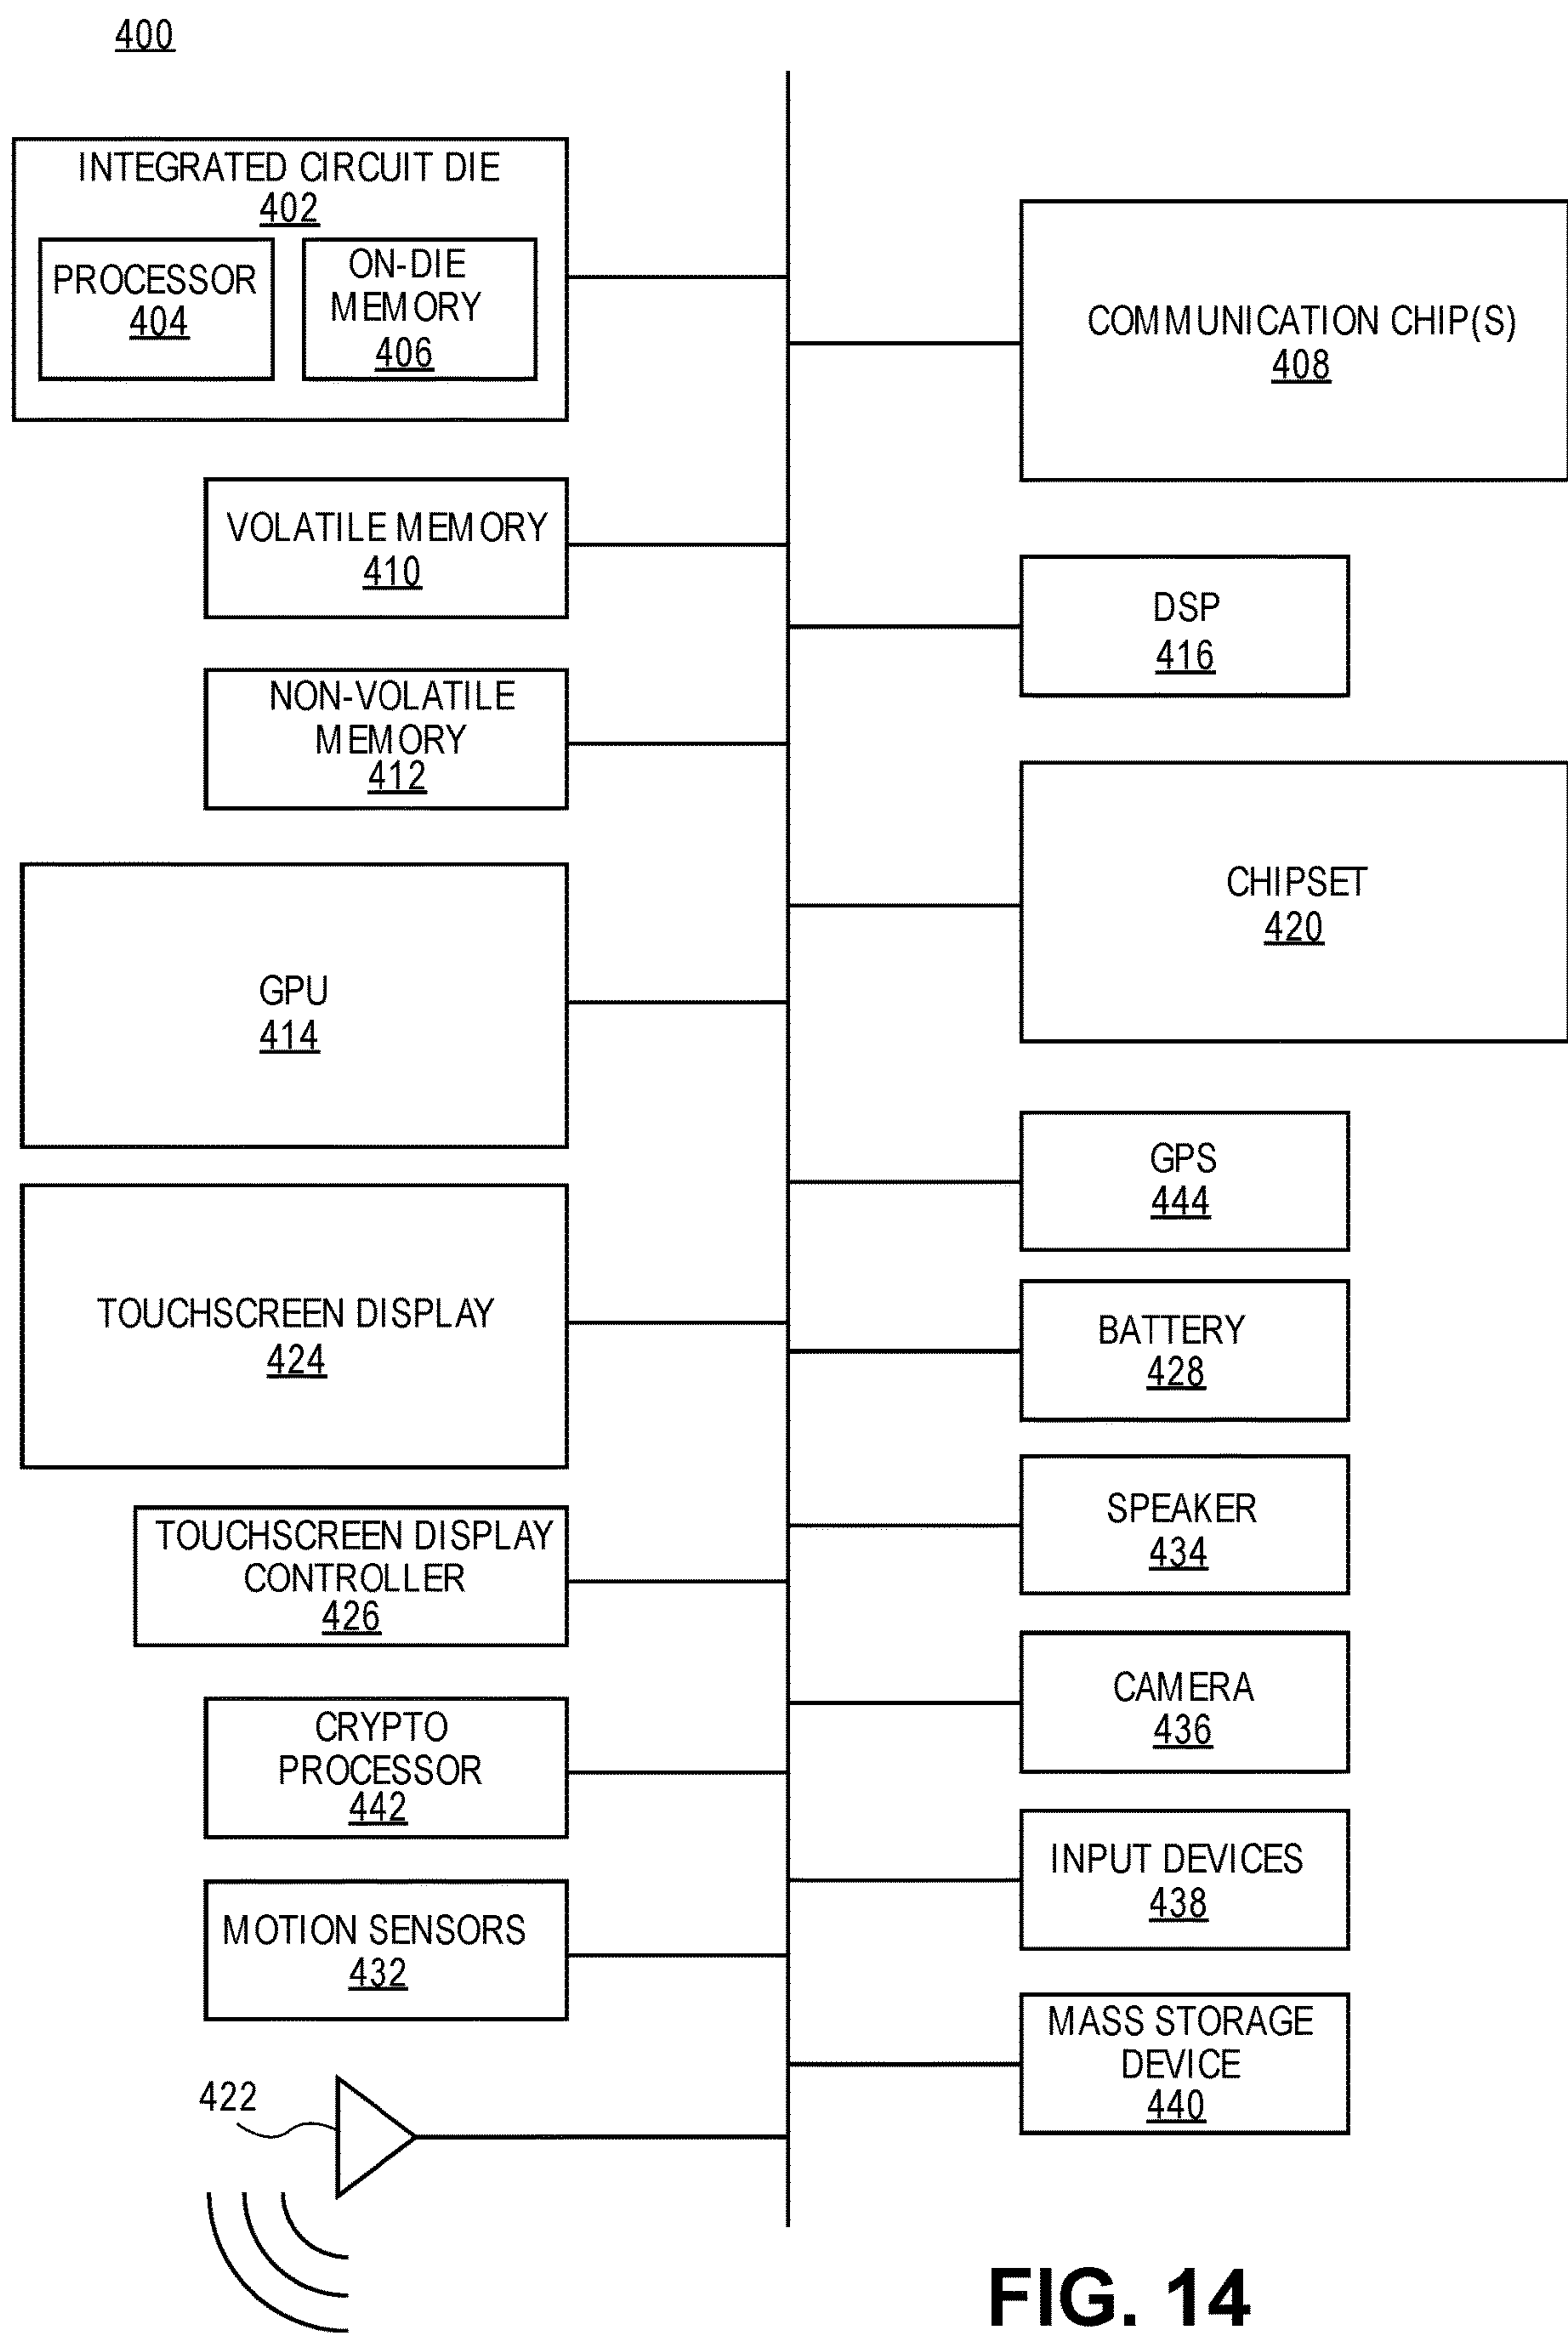 400
INTEGRATED CIRCUIT DIE
402
PROCESSOR
404
ON-DIE
MEMORY
406
VOLATILE MEMORY
410
NON-VOLATILE
MEMORY
412
GPU
414
TOUCHSCREEN DISPLAY
424
TOUCHSCREEN DISPLAY
CONTROLLER
426
CRYPTO
PROCESSOR
442
MOTION SENSORS
432
422
COMMUNICATION CHIP(S)
408
DSP
416
CHIPSET
420
GPS
444
BATTERY
428
SPEAKER
434
CAMERA
436
INPUT DEVICES
438
MASS STORAGE
DEVICE
440
FIG. 14